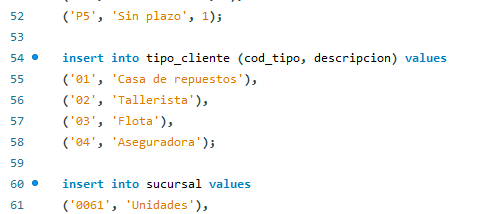 52 ('P5', 'Sin plazo', 1);
53
54 insert into tipo_cliente (cod_tipo, descripcion) values
55 ('01', 'Casa de repuestos'),
56 ('02', 'Tallerista'),
57 ('03', 'Flota'),
58 ('04', 'Aseguradora');
59
60 insert into sucursal values
61 ('0061', 'Unidades'),